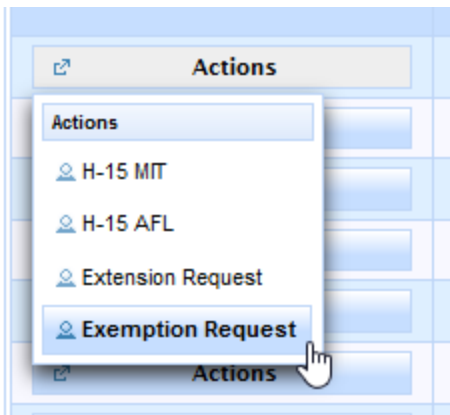 Actions
Actions
H-15 MIT
H-15 AFL
Extension Request
Exemption Request
Actions